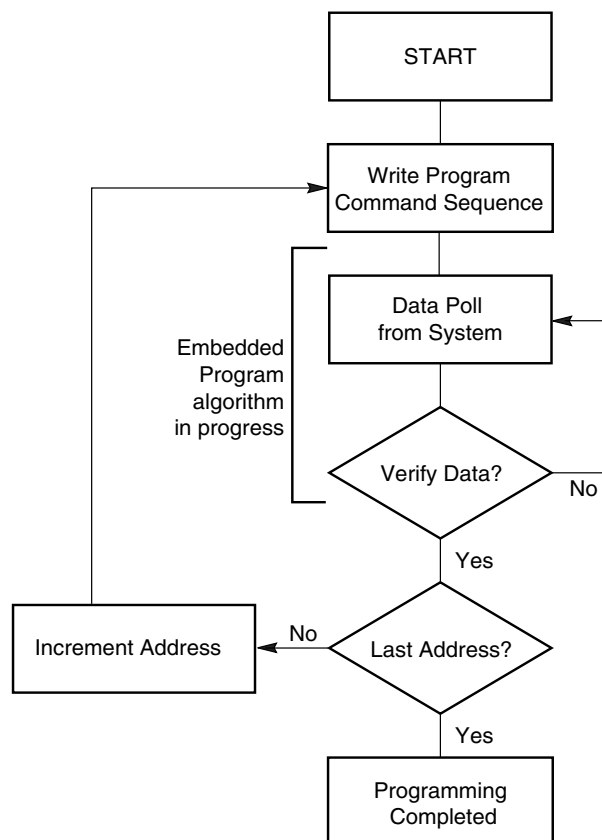 START
Write Program
Command Sequence
Data Poll
from System
Embedded
Program
algorithm
in progress
Verify Data?
No
Yes
Increment Address
No
Last Address?
Yes
Programming
Completed